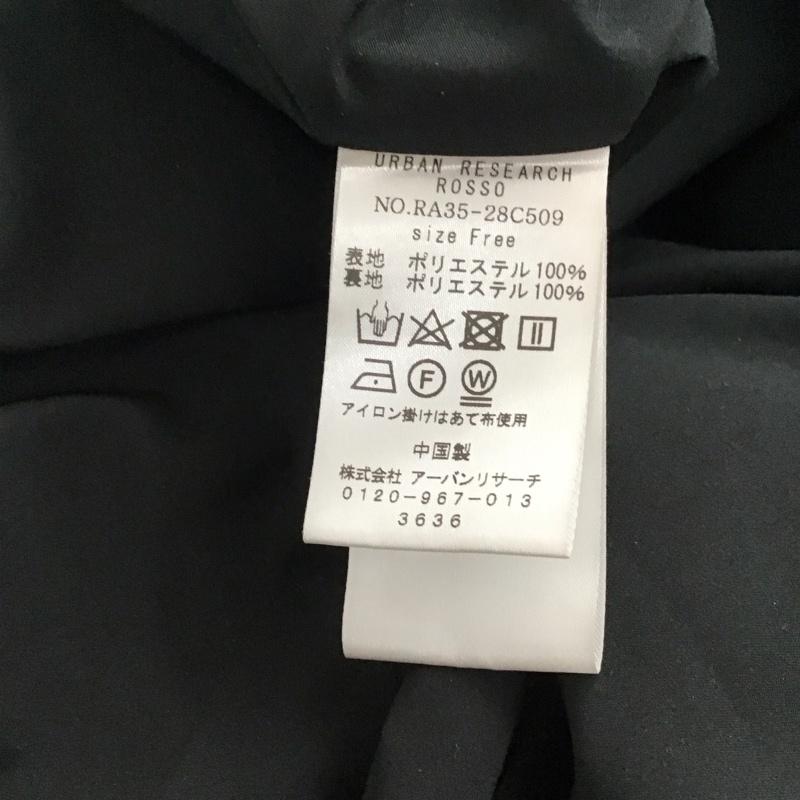 URBAN RESEARCH
ROSSO
NO.RA35-28C509
size Free
表地 ポリエステル100%
裏地 ポリエステル100%
F W
アイロン掛けはあて布使用
中国製
株式会社 アーバンリサーチ
0120-967-013
3636